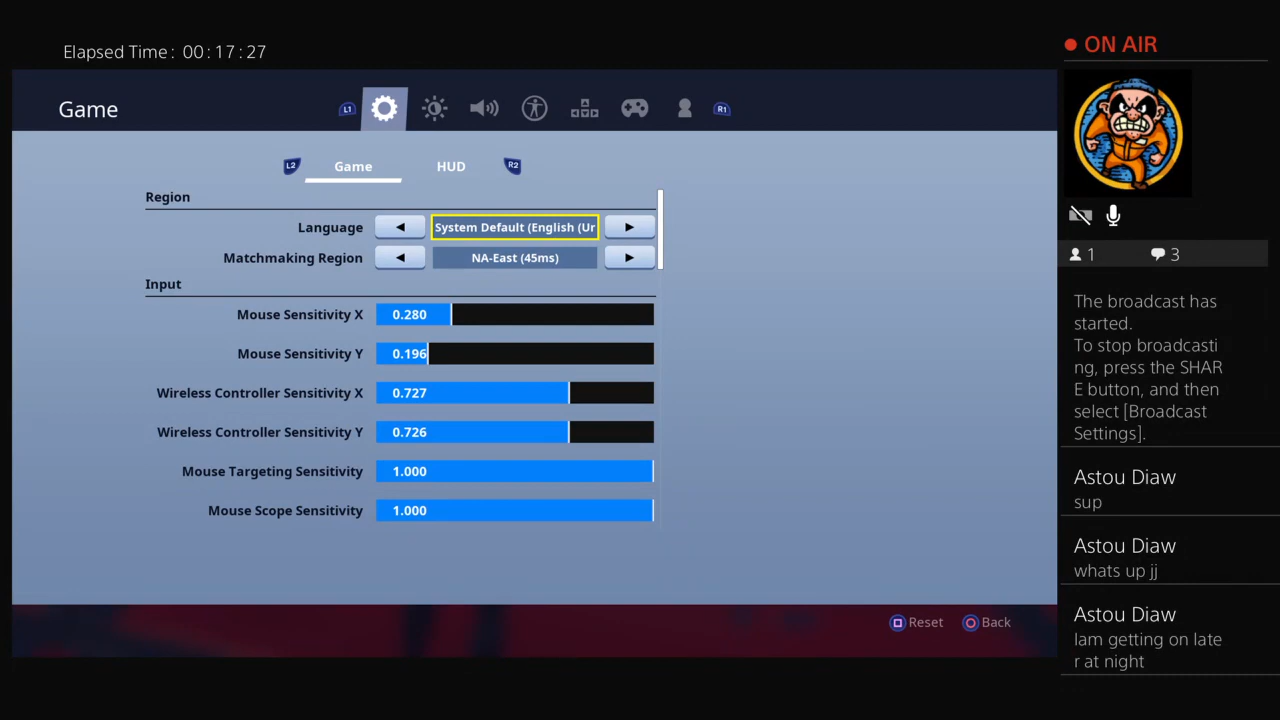 Elapsed Time: 00:17:27
ON AIR
Game
L1
R1
L2
Game
HUD
R2
Region
Language
System Default (English (Ur
Matchmaking Region
NA-East (45ms)
Input
Mouse Sensitivity X
0.280
Mouse Sensitivity Y
0.196
Wireless Controller Sensitivity X
0.727
Wireless Controller Sensitivity Y
0.726
Mouse Targeting Sensitivity
1.000
Mouse Scope Sensitivity
1.000
Reset
Back
1
3
The broadcast has
started.
To stop broadcasti
ng, press the SHAR
E button, and then
select [Broadcast
Settings].
Astou Diaw
sup
Astou Diaw
whats up jj
Astou Diaw
Iam getting on late
r at night